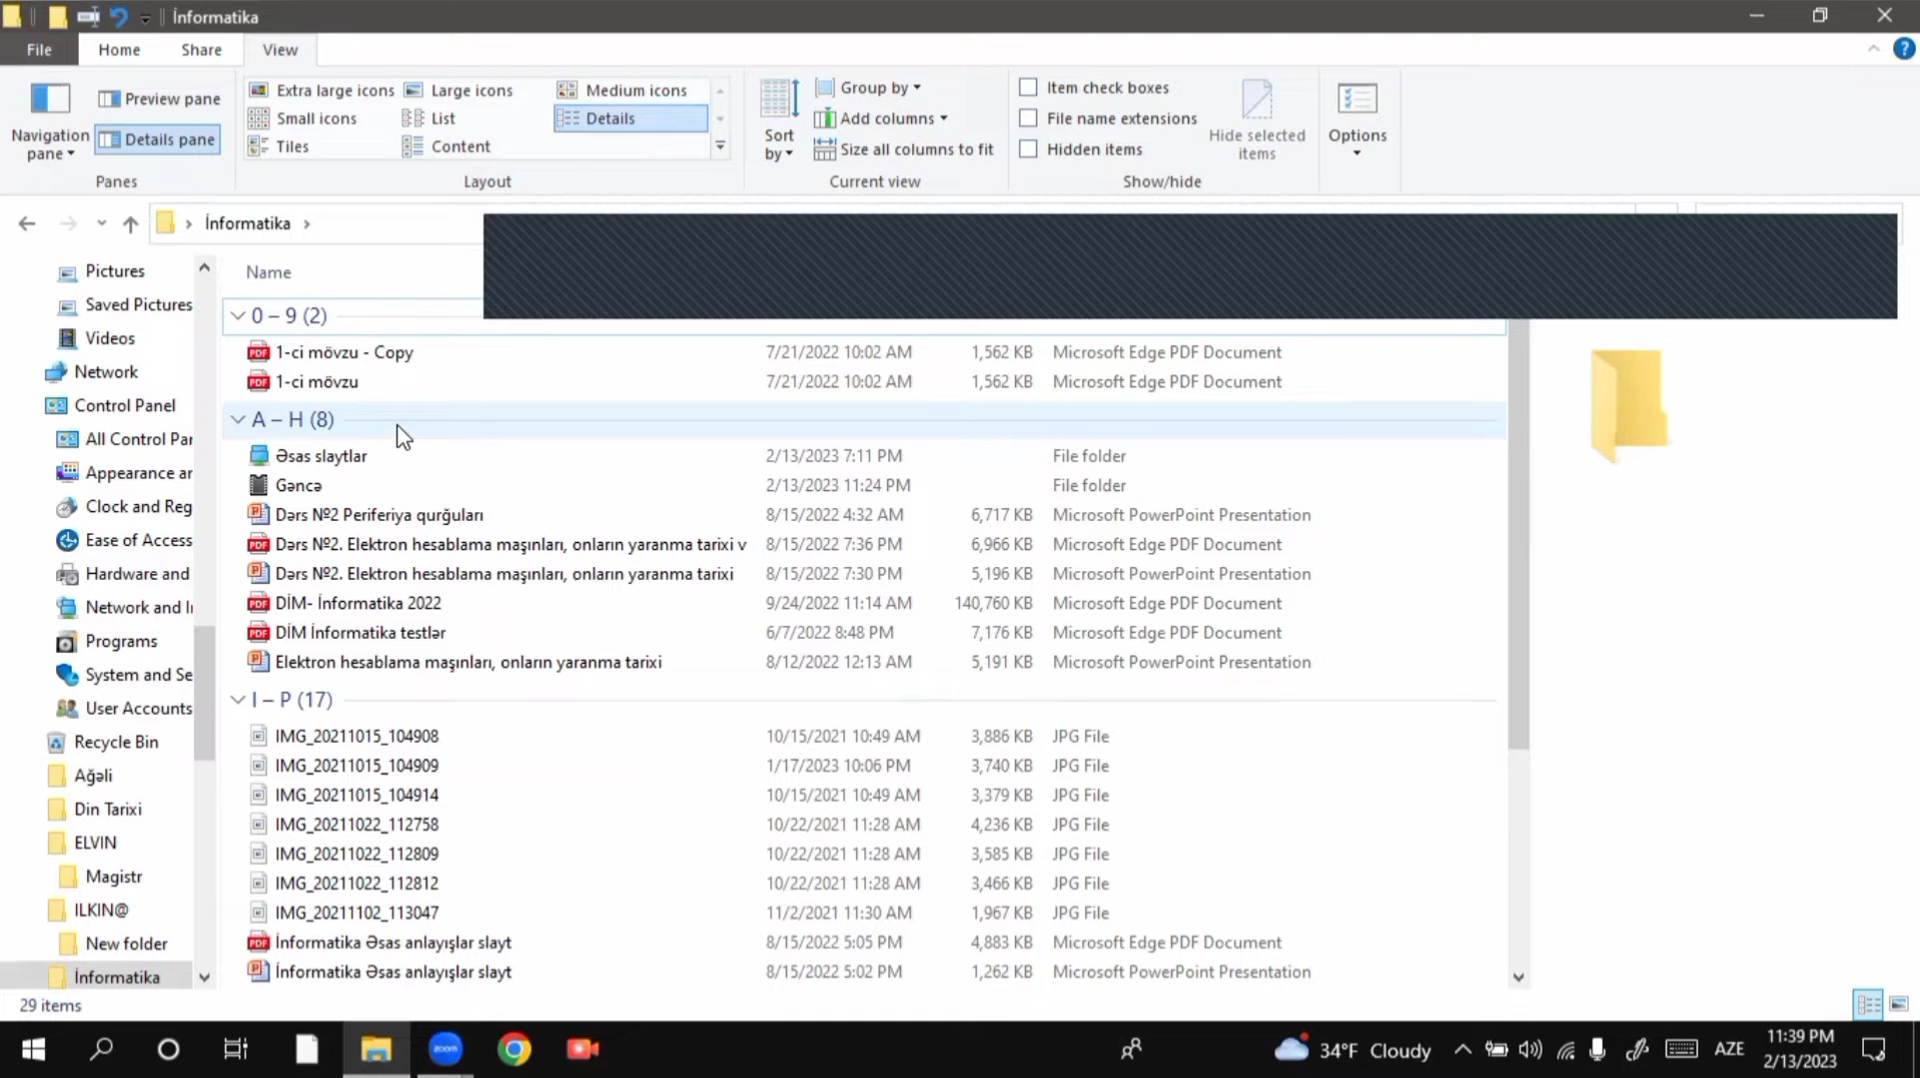 İnformatika
File Home Share View
Navigation pane
Preview pane
Details pane
Panes
Extra large icons Large icons Medium icons
Small icons List Details
Tiles Content
Layout
Sort by
Group by
Add columns
Size all columns to fit
Current view
Item check boxes
File name extensions
Hidden items
Hide selected items
Show/hide
Options
İnformatika
Pictures
Saved Pictures
Videos
Network
Control Panel
All Control Par
Appearance ar
Clock and Reg
Ease of Access
Hardware and
Network and Iı
Programs
System and Se
User Accounts
Recycle Bin
Ağəli
Din Tarixi
ELVIN
Magistr
ILKIN@
New folder
İnformatika
Name
0 – 9 (2)
1-ci mövzu - Copy 7/21/2022 10:02 AM 1,562 KB Microsoft Edge PDF Document
1-ci mövzu 7/21/2022 10:02 AM 1,562 KB Microsoft Edge PDF Document
A – H (8)
Əsas slaytlar 2/13/2023 7:11 PM File folder
Gəncə 2/13/2023 11:24 PM File folder
Dərs №2 Periferiya qurğuları 8/15/2022 4:32 AM 6,717 KB Microsoft PowerPoint Presentation
Dərs №2. Elektron hesablama maşınları, onların yaranma tarixi v 8/15/2022 7:36 PM 6,966 KB Microsoft Edge PDF Document
Dərs №2. Elektron hesablama maşınları, onların yaranma tarixi 8/15/2022 7:30 PM 5,196 KB Microsoft PowerPoint Presentation
DİM- İnformatika 2022 9/24/2022 11:14 AM 140,760 KB Microsoft Edge PDF Document
DİM İnformatika testlər 6/7/2022 8:48 PM 7,176 KB Microsoft Edge PDF Document
Elektron hesablama maşınları, onların yaranma tarixi 8/12/2022 12:13 AM 5,191 KB Microsoft PowerPoint Presentation
I – P (17)
IMG_20211015_104908 10/15/2021 10:49 AM 3,886 KB JPG File
IMG_20211015_104909 1/17/2023 10:06 PM 3,740 KB JPG File
IMG_20211015_104914 10/15/2021 10:49 AM 3,379 KB JPG File
IMG_20211022_112758 10/22/2021 11:28 AM 4,236 KB JPG File
IMG_20211022_112809 10/22/2021 11:28 AM 3,585 KB JPG File
IMG_20211022_112812 10/22/2021 11:28 AM 3,466 KB JPG File
IMG_20211102_113047 11/2/2021 11:30 AM 1,967 KB JPG File
İnformatika Əsas anlayışlar slayt 8/15/2022 5:05 PM 4,883 KB Microsoft Edge PDF Document
İnformatika Əsas anlayışlar slayt 8/15/2022 5:02 PM 1,262 KB Microsoft PowerPoint Presentation
29 items
zoom
34°F Cloudy
AZE
11:39 PM
2/13/2023